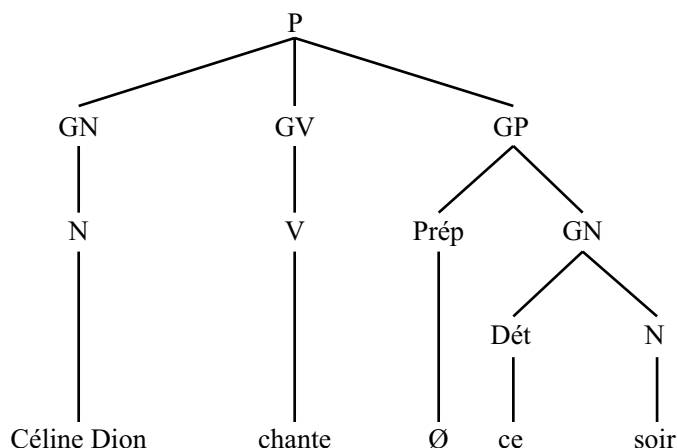 P
GN GV GP
N V Prép GN
Dét N
Céline Dion chante Ø ce soir